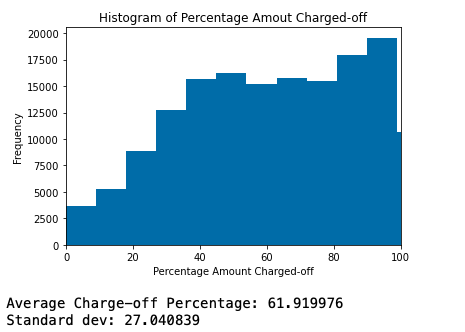 Histogram of Percentage Amout Charged-off
20000
17500
15000
12500
10000
7500
5000
2500
0
Frequency
0 20 40 60 80 100
Percentage Amount Charged-off
Average Charge-off Percentage: 61.919976
Standard dev: 27.040839